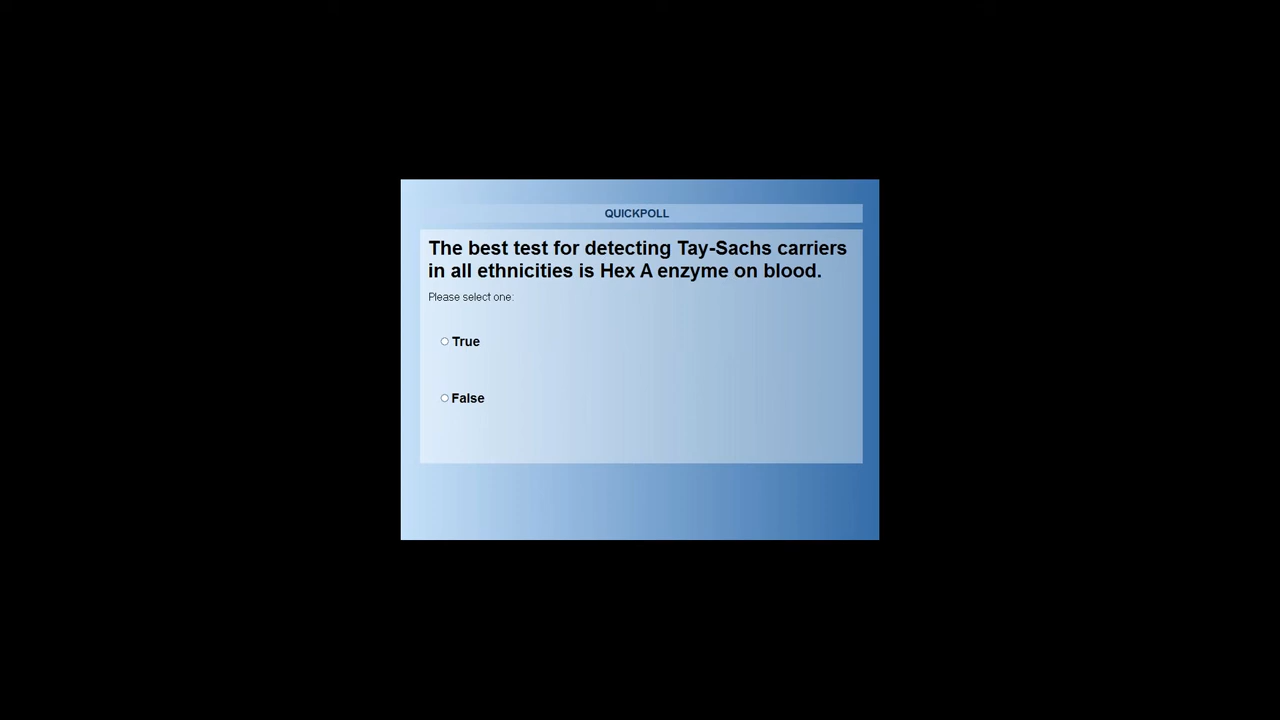 QUICKPOLL
The best test for detecting Tay-Sachs carriers
in all ethnicities is Hex A enzyme on blood.
Please select one:
True
False